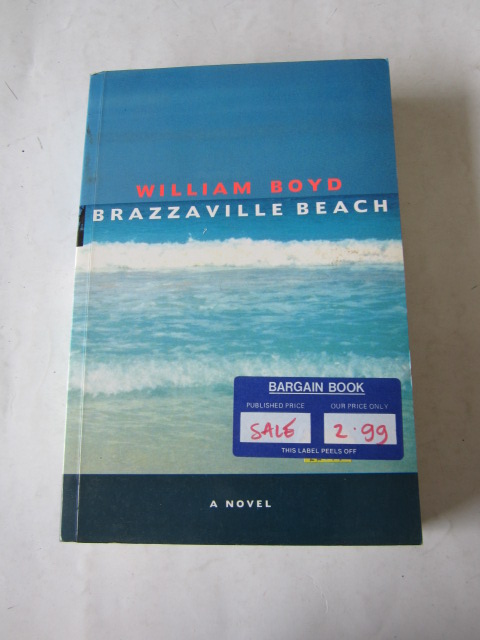 WILLIAM BOYD
BRAZZAVILLE BEACH
BARGAIN BOOK
PUBLISHED PRICE OUR PRICE ONLY
SALE 2.99
THIS LABEL PEELS OFF
A NOVEL